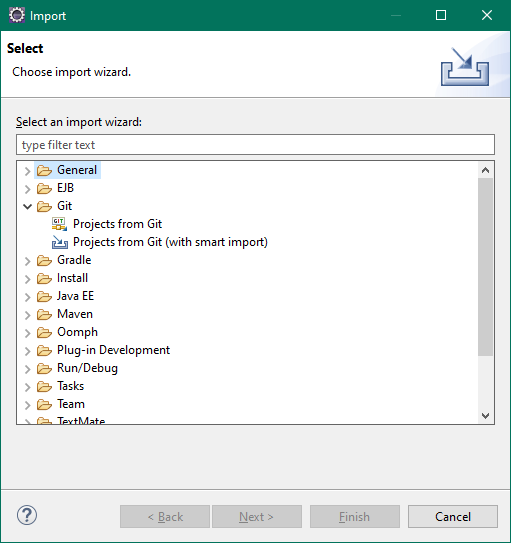 Import
Select
Choose import wizard.
Select an import wizard:
type filter text
General
EJB
Git
GIT Projects from Git
Projects from Git (with smart import)
Gradle
Install
Java EE
Maven
Oomph
Plug-in Development
Run/Debug
Tasks
Team
TextMate
? < Back Next > Finish Cancel